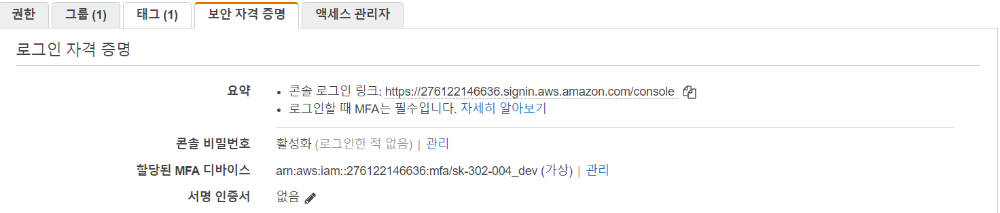 권한 그룹 (1) 태그 (1) 보안 자격 증명 액세스 관리자
로그인 자격 증명
요약 • 콘솔 로그인 링크: https://276122146636.signin.aws.amazon.com/console
• 로그인할 때 MFA는 필수입니다. 자세히 알아보기
콘솔 비밀번호 활성화 (로그인한 적 없음) | 관리
할당된 MFA 디바이스 arn:aws:iam::276122146636:mfa/sk-302-004_dev (가상) | 관리
서명 인증서 없음